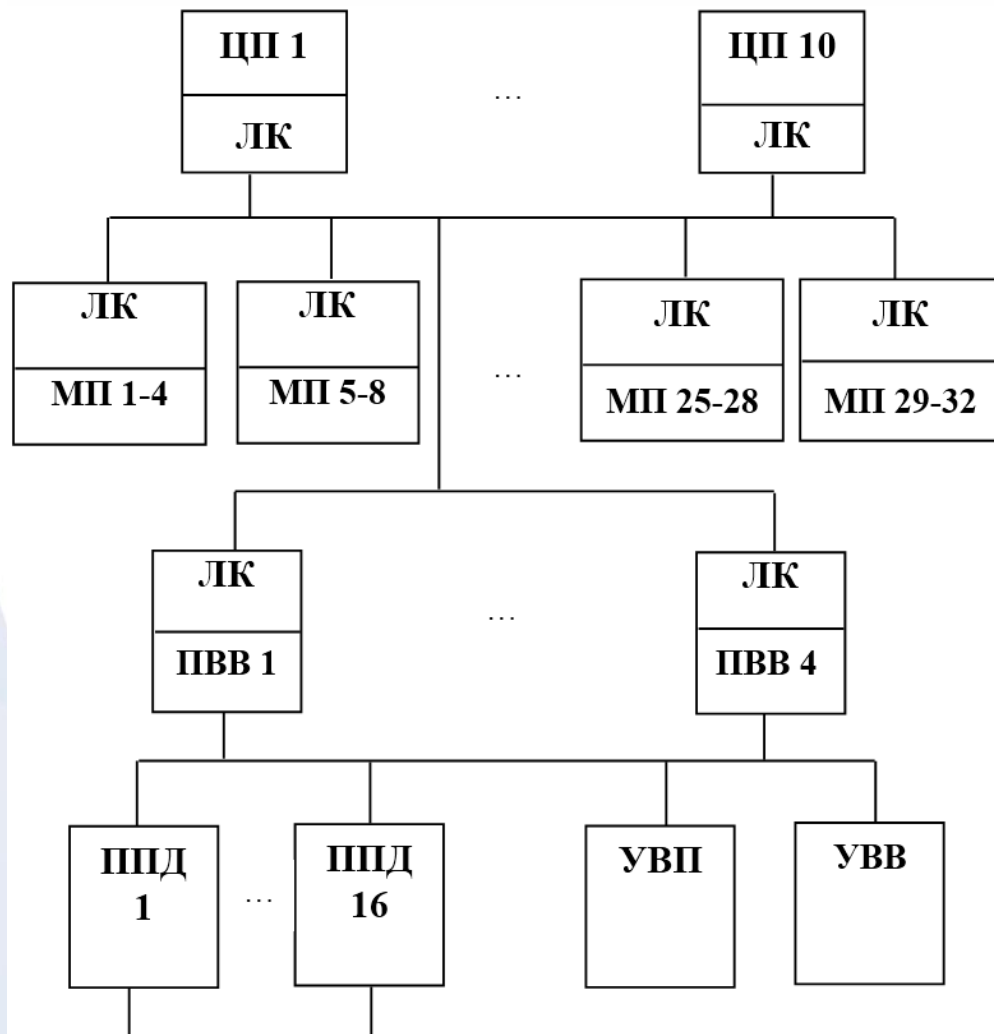 ЦП 1
ЛК
...
ЦП 10
ЛК
ЛК
МП 1-4
ЛК
МП 5-8
...
ЛК
МП 25-28
ЛК
МП 29-32
ЛК
ПВВ 1
...
ЛК
ПВВ 4
ППД
1
...
ППД
16
УВП
УВВ